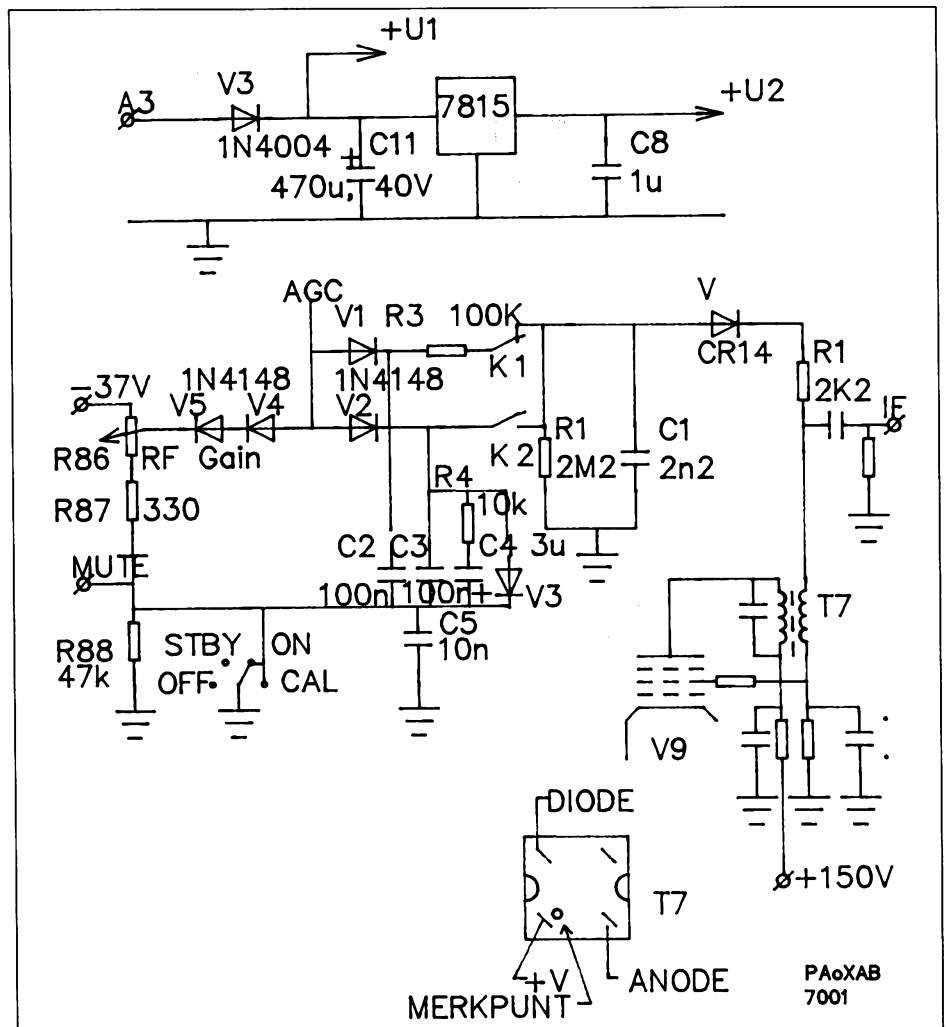 +U1
A3
V3
1N4004
7815
+U2
+
C11
470u, 40V
C8
1u
AGC
V1
R3
100K
V
1N4148
K1
CR14
R1
2K2
-37V
1N4148
V5
V4
V2
IF
R86
RF
Gain
K2
R1
2M2
C1
2n2
R87
330
R4
10k
MUTE
C2
C3
C4
3u
100n
100n+
V3
R88
47k
STBY
ON
OFF
CAL
C5
10n
T7
V9
DIODE
T7
+150V
+V
ANODE
MERKPUNT
PAoXAB
7001